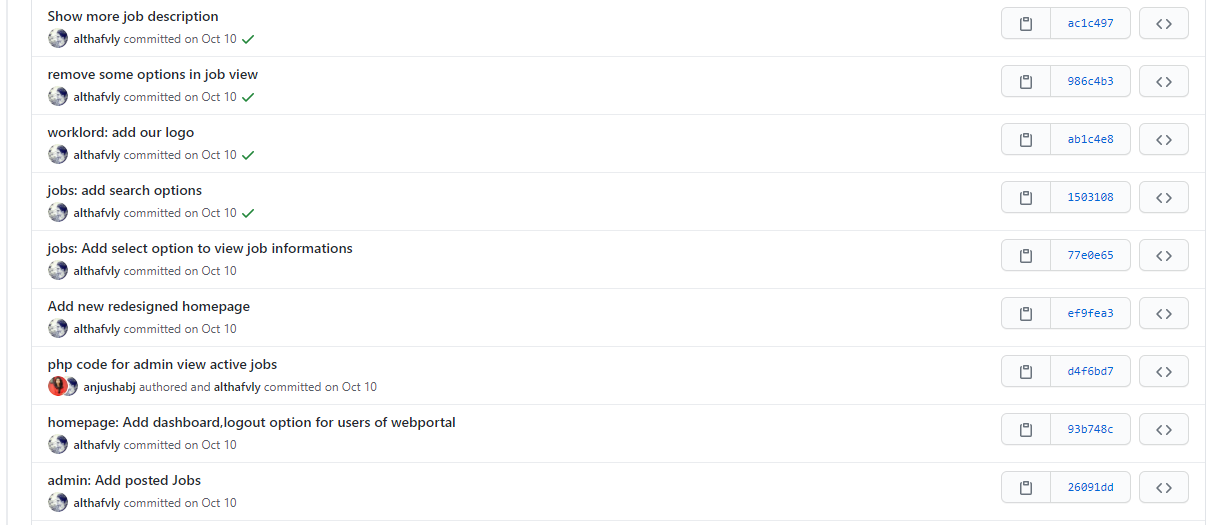 Show more job description
althafvly committed on Oct 10
ac1c497
remove some options in job view
althafvly committed on Oct 10
986c4b3
worklord: add our logo
althafvly committed on Oct 10
ab1c4e8
jobs: add search options
althafvly committed on Oct 10
1503108
jobs: Add select option to view job informations
althafvly committed on Oct 10
77e0e65
Add new redesigned homepage
althafvly committed on Oct 10
ef9fea3
php code for admin view active jobs
anjushabj authored and althafvly committed on Oct 10
d4f6bd7
homepage: Add dashboard,logout option for users of webportal
althafvly committed on Oct 10
93b748c
admin: Add posted Jobs
althafvly committed on Oct 10
26091dd